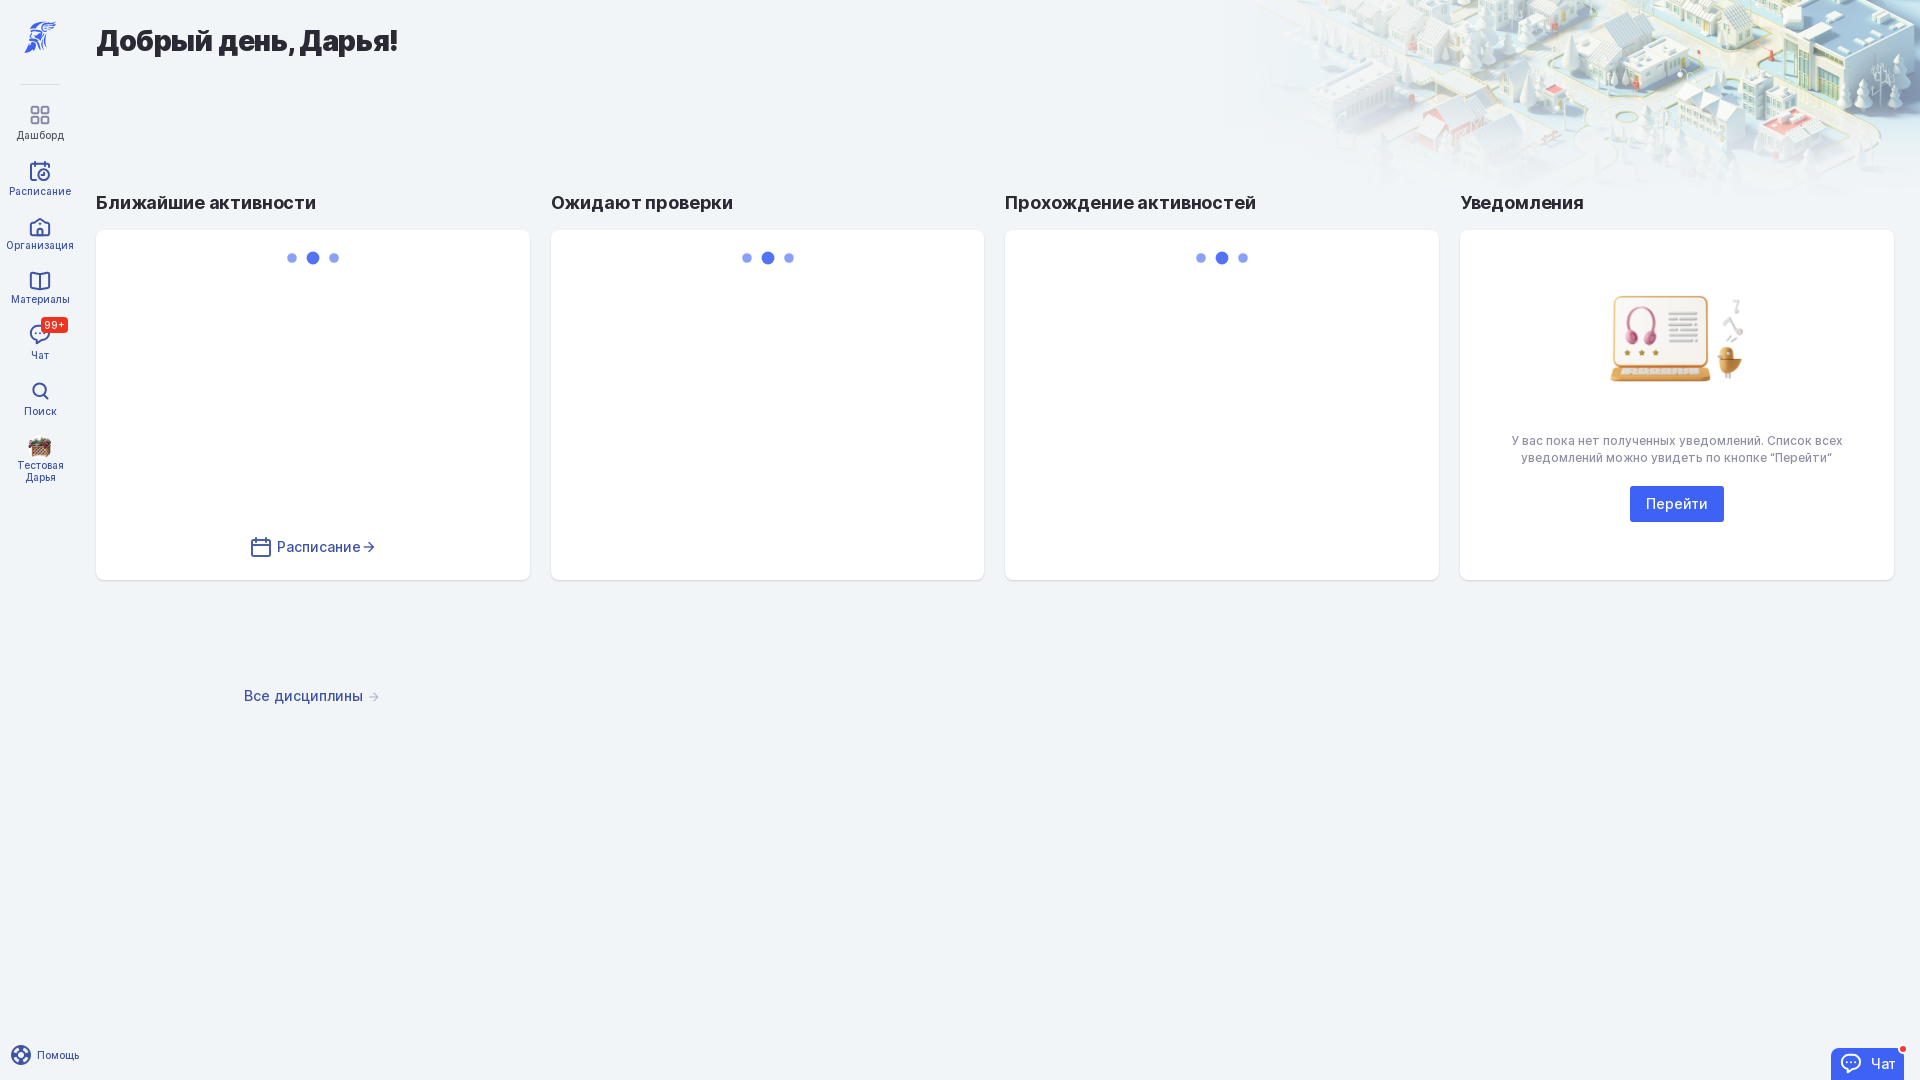 Добрый день, Дарья!
Дашборд
Расписание
Организация
Материалы
99+
Чат
Поиск
Тестовая
Дарья
Ближайшие активности
Расписание
Ожидают проверки
Прохождение активностей
Уведомления
У вас пока нет полученных уведомлений. Список всех
уведомлений можно увидеть по кнопке “Перейти“
Перейти
Все дисциплины
Помощь
Чат